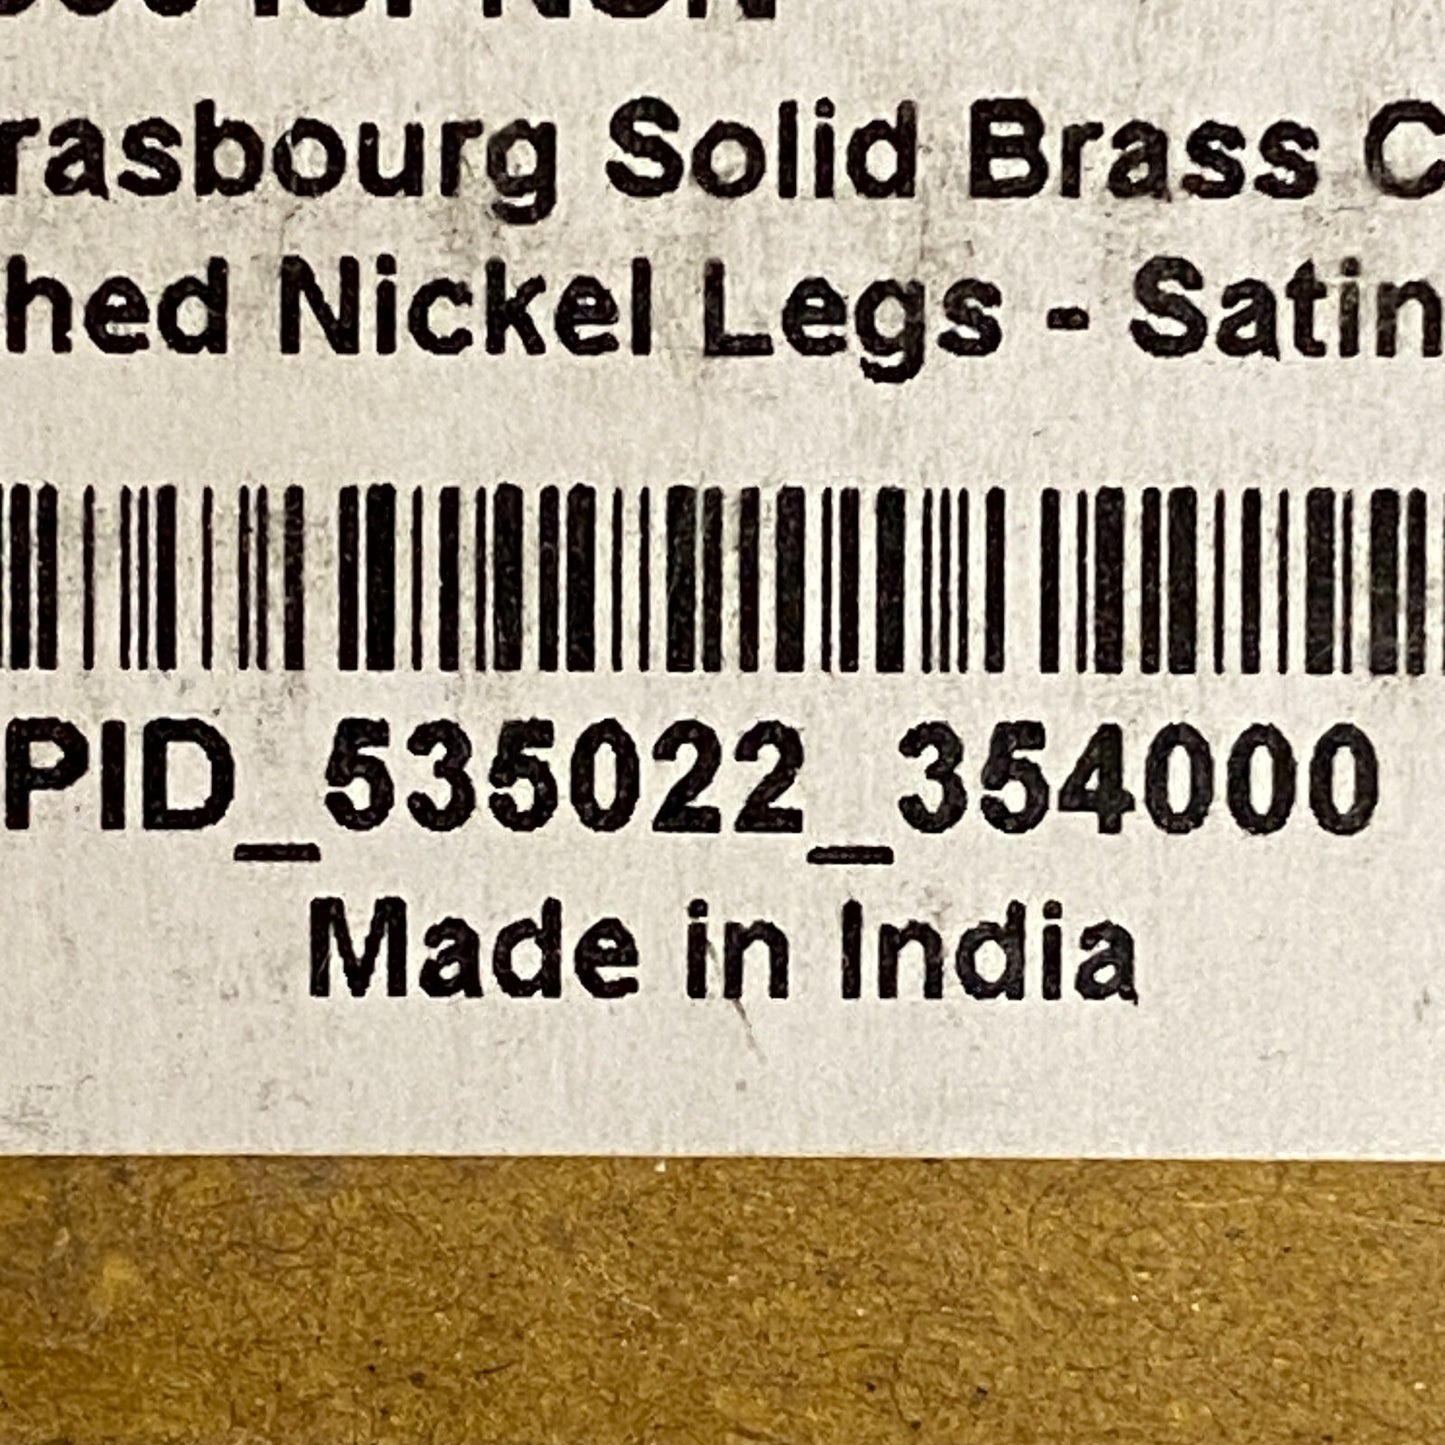 rasbourg Solid Brass C
hed Nickel Legs - Satin
PID_535022_354000
Made in India